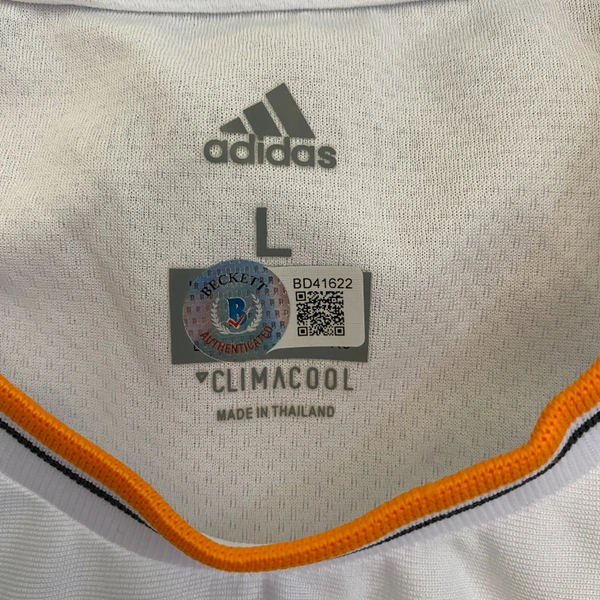 adidas
L
BECKETT
BD41622
B
AUTHENTICATED
CLIMACOOL
MADE IN THAILAND